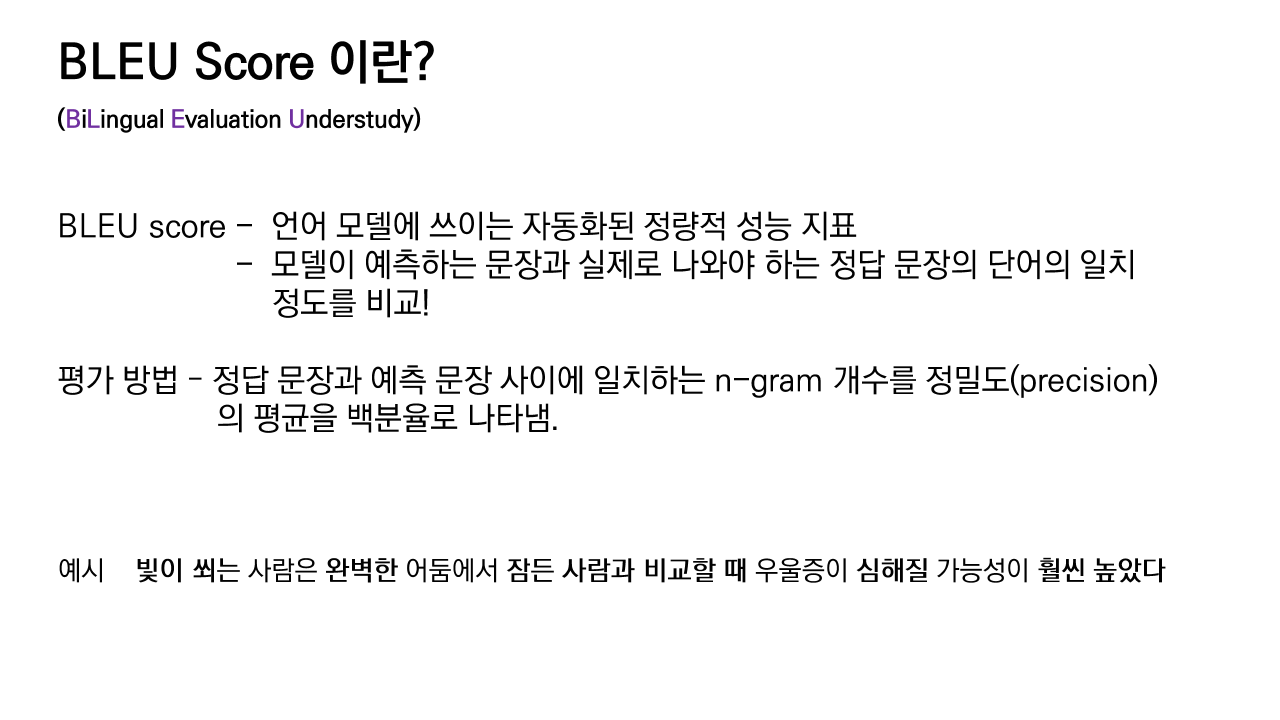 BLEU Score 이란?
(BiLingual Evaluation Understudy)
BLEU score - 언어 모델에 쓰이는 자동화된 정량적 성능 지표
- 모델이 예측하는 문장과 실제로 나와야 하는 정답 문장의 단어의 일치
정도를 비교!
평가 방법 - 정답 문장과 예측 문장 사이에 일치하는 n-gram 개수를 정밀도(precision)
의 평균을 백분율로 나타냄.
예시 빛이 쐬는 사람은 완벽한 어둠에서 잠든 사람과 비교할 때 우울증이 심해질 가능성이 훨씬 높았다